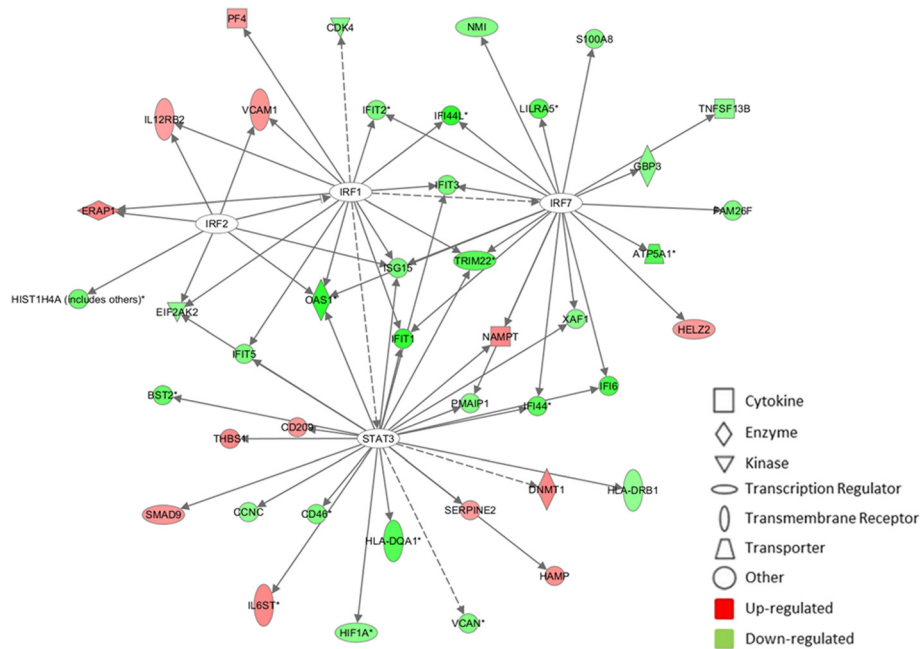 PF4
CDK4
NMI
S100A8
IL12RB2
VCAM1
IFIT2*
IFI44L*
LILRA5*
TNFSF13B
GBP3
IFIT3
IRF1
IRF7
ERAP1
IRF2
FAM26F
ISG15
TRIM22*
ATP5A1*
HIST1H4A (includes others)*
EIF2AK2
OAS1*
XAF1
HELZ2
IFIT5
IFIT1
NAMPT
BST2*
PMAIP1
IFI44*
IFI6
CD209
THBS1
STAT3
SMAD9
CCNC
CD46*
SERPINE2
DNMT1
HLA-DRB1
HLA-DQA1*
HAMP
IL6ST*
HIF1A*
VCAN*
Cytokine
Enzyme
Kinase
Transcription Regulator
Transmembrane Receptor
Transporter
Other
Up-regulated
Down-regulated